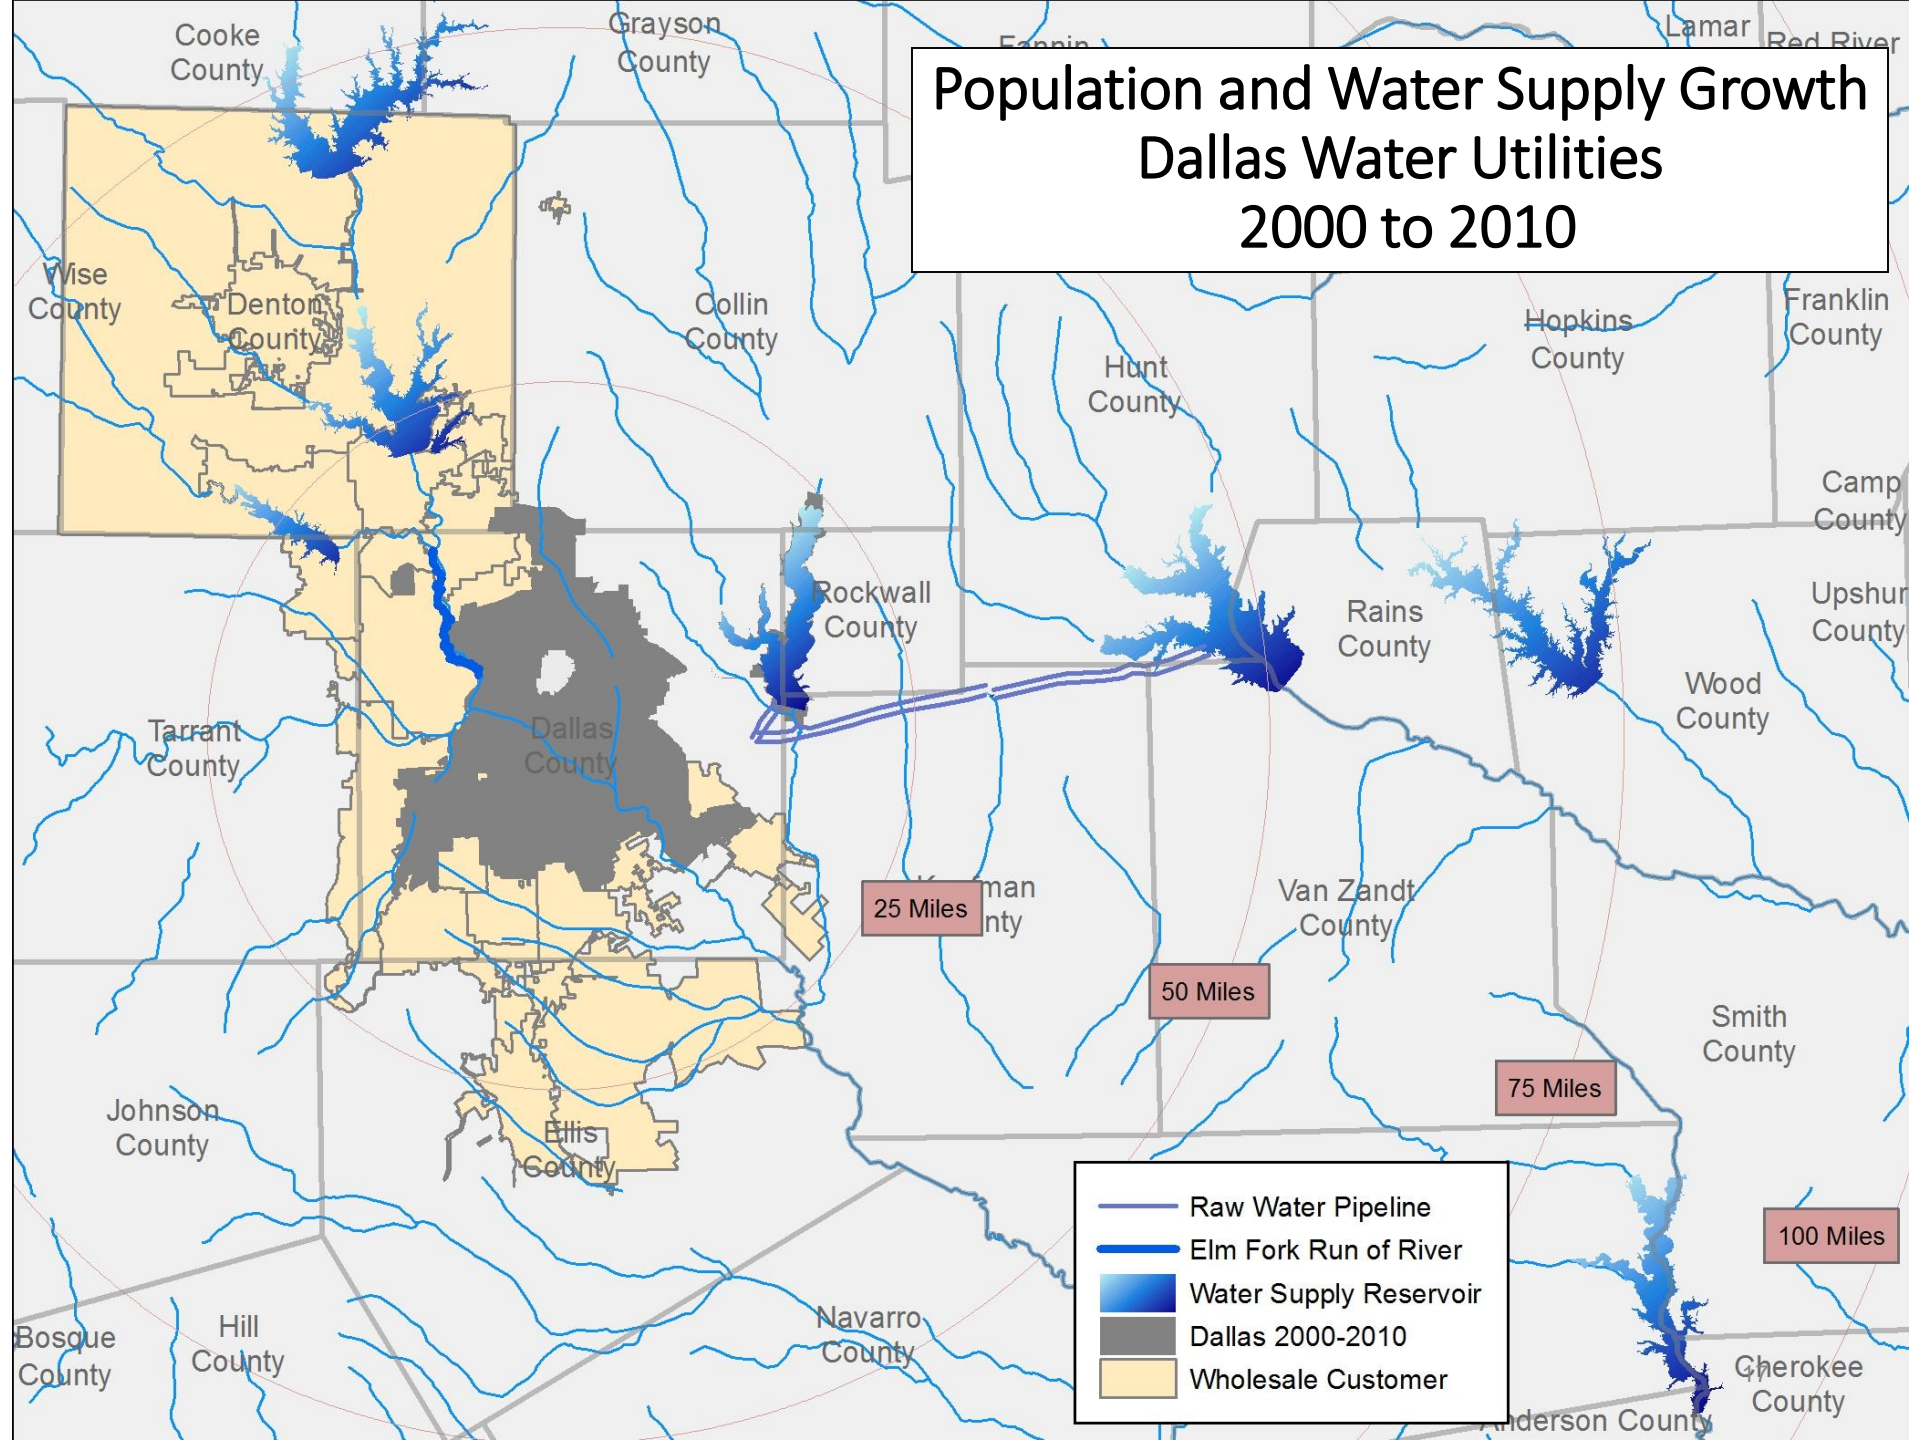 Cooke
County
Grayson
County
Lamar
Red River
Population and Water Supply Growth
Dallas Water Utilities
2000 to 2010
Wise
County
Denton
County
Collin
County
Hunt
County
Hopkins
County
Franklin
County
Camp
County
Rockwall
County
Rains
County
Upshur
County
Wood
County
Tarrant
County
Dallas
County
25 Miles
Van Zandt
County
50 Miles
Smith
County
75 Miles
Johnson
County
Ellis
County
100 Miles
Raw Water Pipeline
Elm Fork Run of River
Water Supply Reservoir
Dallas 2000-2010
Wholesale Customer
Bosque
County
Hill
County
Navarro
County
17
Cherokee
County
Anderson County